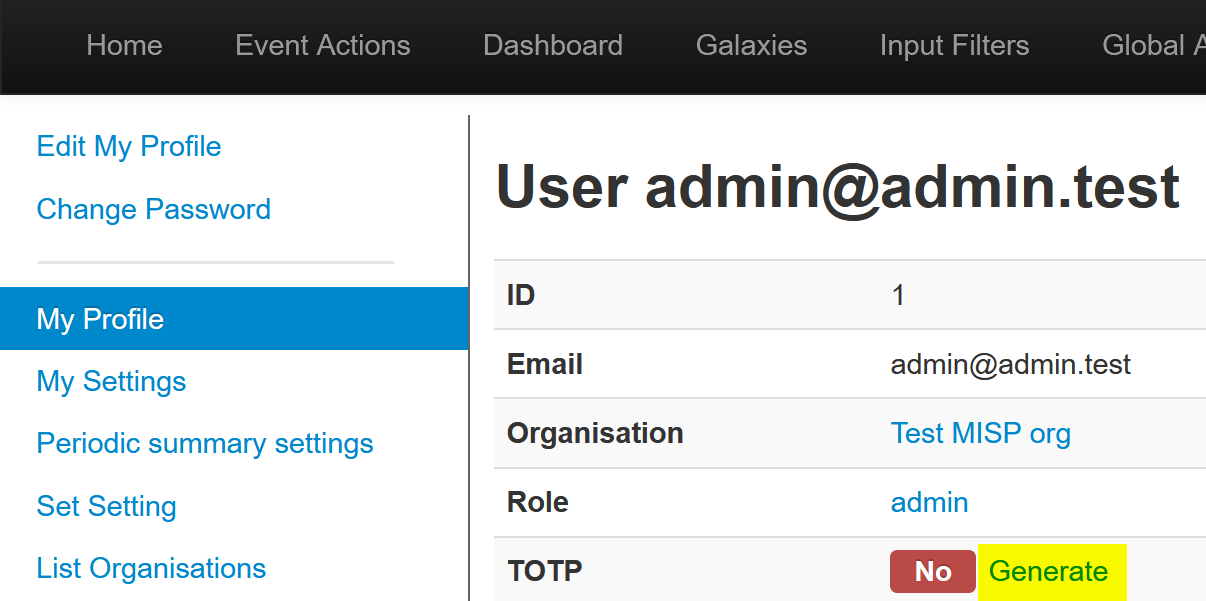 Home Event Actions Dashboard Galaxies Input Filters Global A
Edit My Profile
Change Password
My Profile
My Settings
Periodic summary settings
Set Setting
List Organisations
User admin@admin.test
ID 1
Email admin@admin.test
Organisation Test MISP org
Role admin
TOTP No Generate